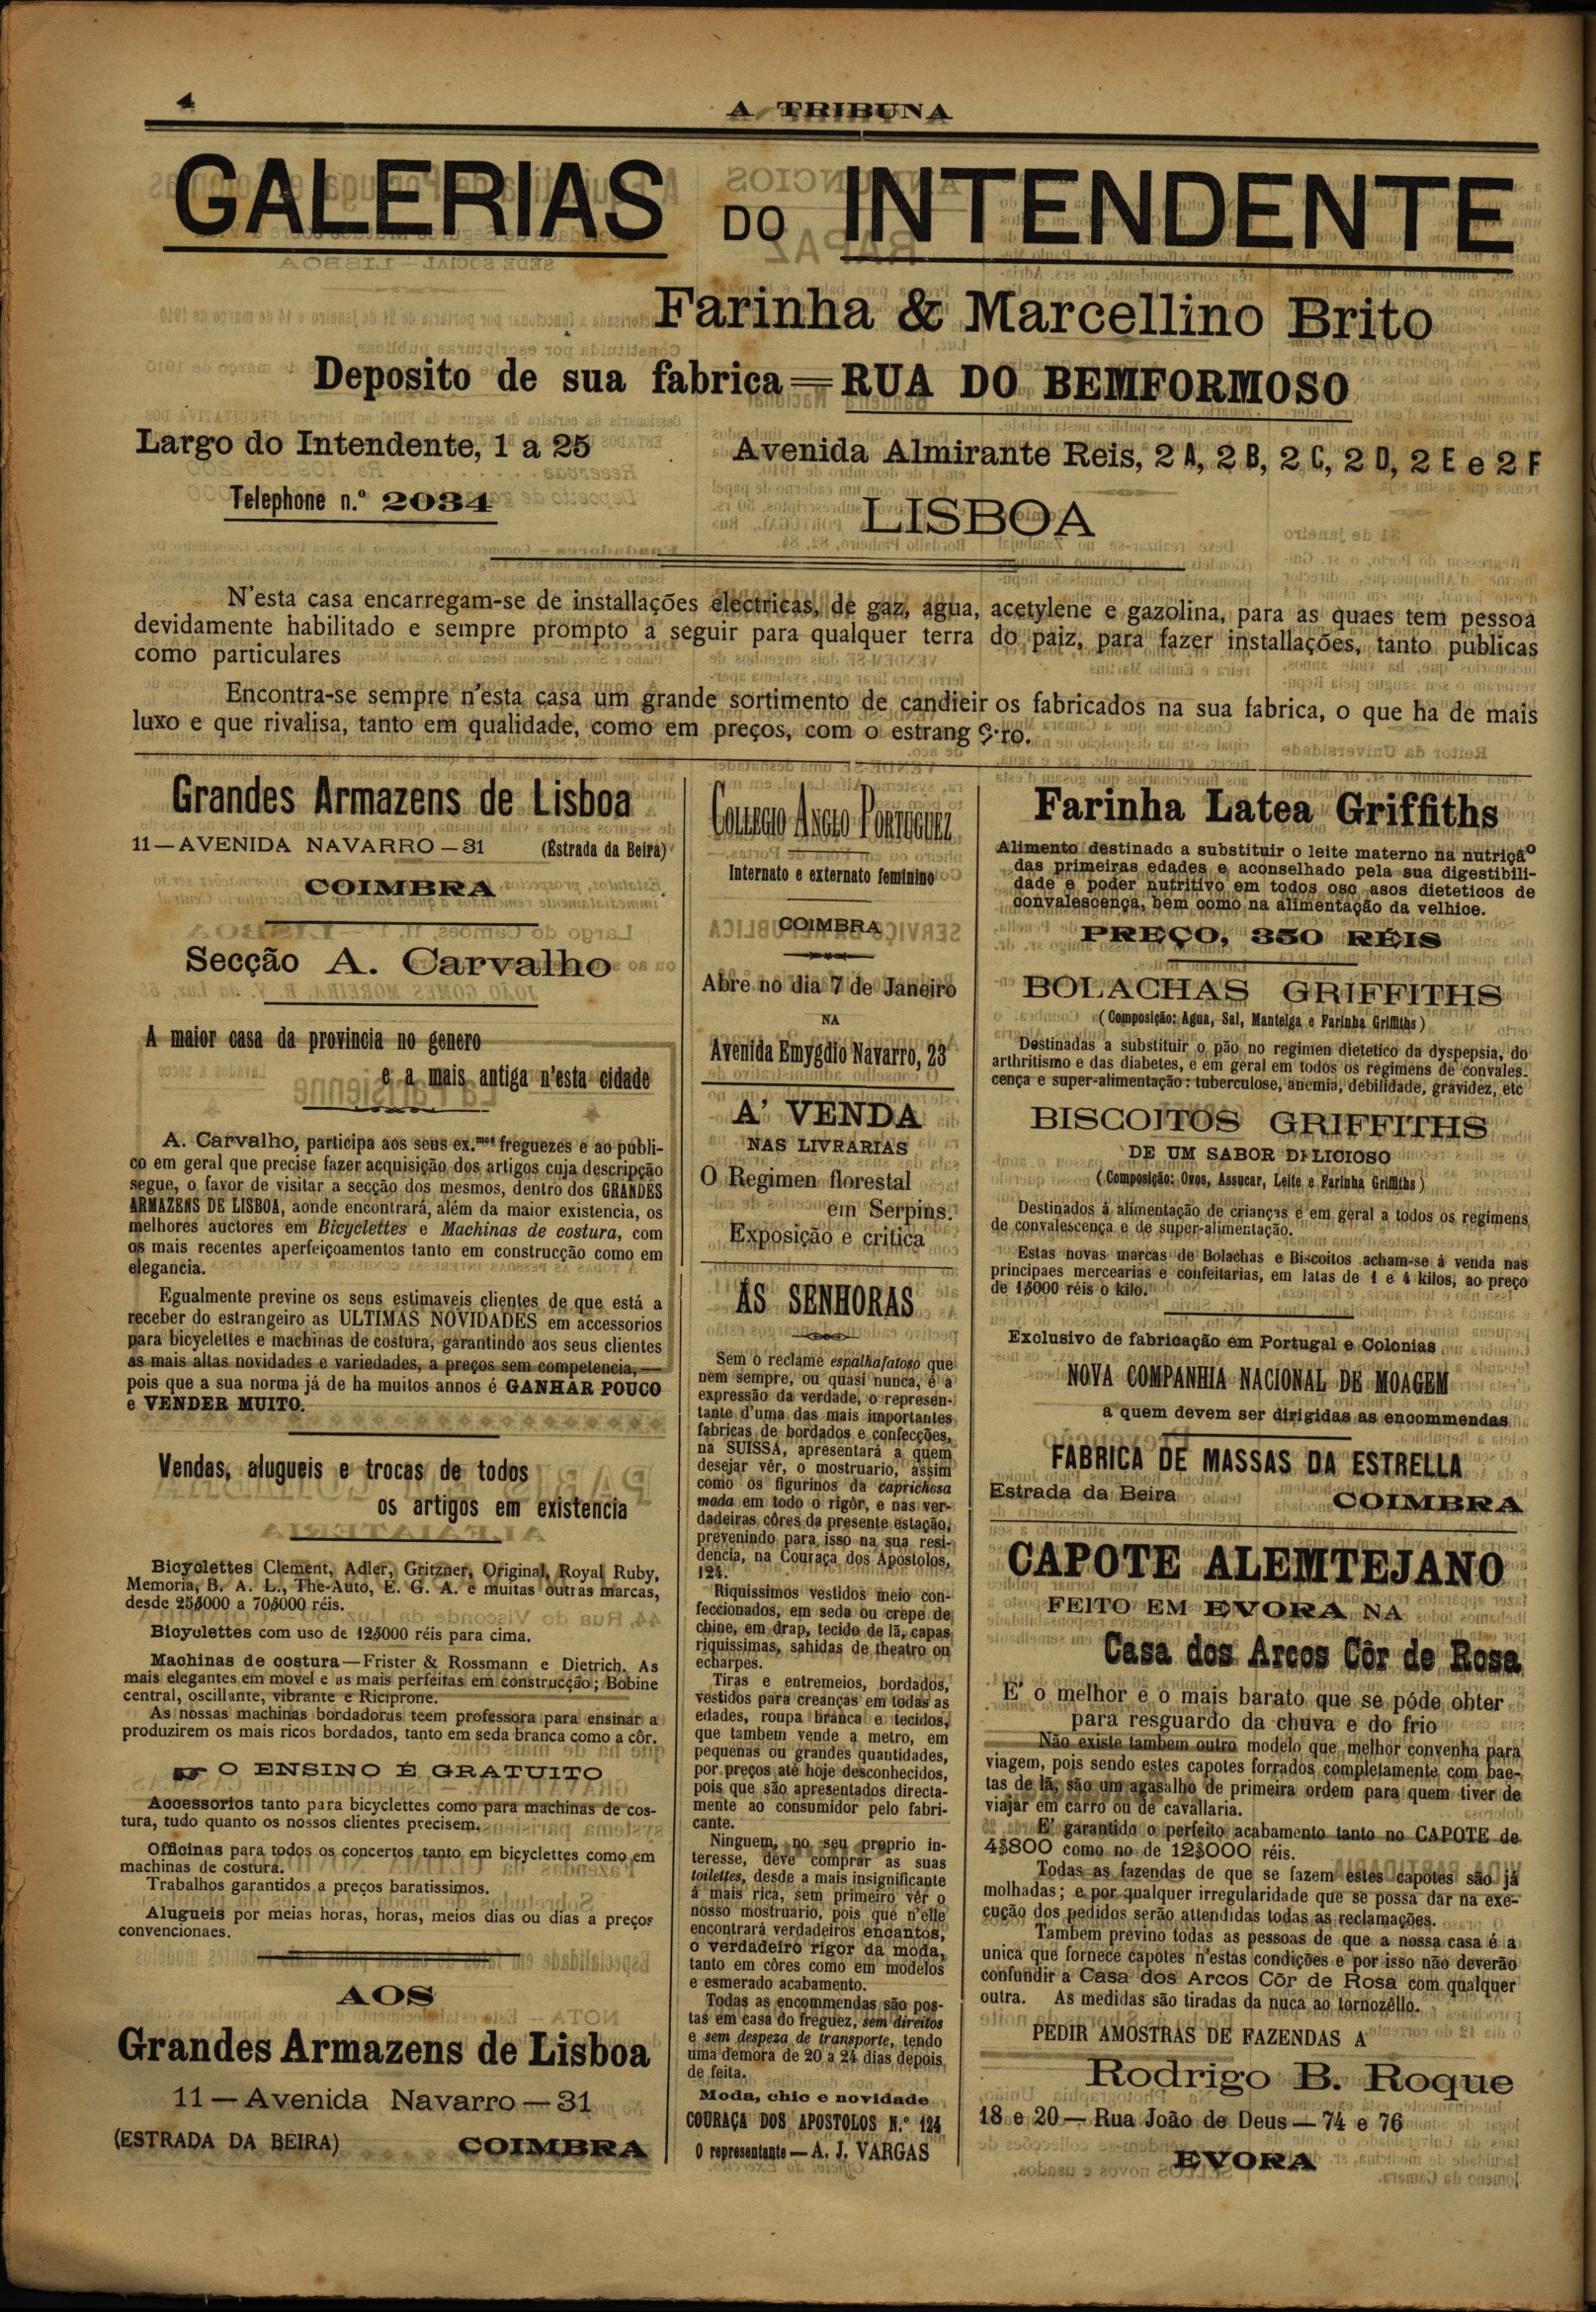 4
A TRIBUNA
GALERIAS DO INTENDENTE
Farinha & Marcellino Brito
Deposito de sua fabrica=RUA DO BEMFORMOSO
Largo do Intendente, 1 a 25
Avenida Almirante Reis, 2 A, 2 B, 2 C, 2 D, 2 E e 2 F
Telephone n.º 2034
LISBOA
N'esta casa encarregam-se de installações electricas, de gaz, agua, acetylene e gazolina, para as quaes tem pessoa
devidamente habilitado e sempre prompto a seguir para qualquer terra do paiz, para fazer installações, tanto publicas
como particulares
Encontra-se sempre n'esta casa um grande sortimento de candieir os fabricados na sua fabrica, o que ha de mais
luxo e que rivalisa, tanto em qualidade, como em preços, com o estrang ro.
Grandes Armazens de Lisboa
11—AVENIDA NAVARRO—31 (Estrada da Beira)
COIMBRA
Secção A. Carvalho
A maior casa da provincia no genero
e a mais antiga n'esta cidade
A. Carvalho, participa aos seus ex.mos freguezes e ao publi-
co em geral que precise fazer acquisição dos artigos cuja descripção
segue, o favor de visitar a secção dos mesmos, dentro dos GRANDES
ARMAZENS DE LISBOA, aonde encontrará, além da maior existencia, os
melhores auctores em Bicyclettes e Machinas de costura, com
os mais recentes aperfeiçoamentos tanto em construcção como em
elegancia.
Egualmente previne os seus estimaveis clientes de que está a
receber do estrangeiro as ULTIMAS NOVIDADES em accessorios
para bicyclettes e machinas de costura, garantindo aos seus clientes
as mais altas novidades e variedades, a preços sem competencia,—
pois que a sua norma já de ha muitos annos é GANHAR POUCO
e VENDER MUITO.
Vendas, alugueis e trocas de todos
os artigos em existencia
Bicyclettes Clement, Adler, Gritzner, Original, Royal Ruby,
Memoria, B. A. L., The-Auto, E. G. A. e muitas outras marcas,
desde 25$000 a 70$000 réis.
Bicyclettes com uso de 12$000 réis para cima.
Machinas de costura—Frister & Rossmann e Dietrich. As
mais elegantes em movel e as mais perfeitas em construcção; Bobine
central, oscillante, vibrante e Riciprone.
As nossas machinas bordadoras teem professora para ensinar a
produzirem os mais ricos bordados, tanto em seda branca como a côr.
☞ O ENSINO É GRATUITO
Accessorios tanto para bicyclettes como para machinas de cos-
tura, tudo quanto os nossos clientes precisem.
Officinas para todos os concertos tanto em bicyclettes como em
machinas de costura.
Trabalhos garantidos a preços baratissimos.
Alugueis por meias horas, horas, meios dias ou dias a preços
convencionaes.
AOS
Grandes Armazens de Lisboa
11—Avenida Navarro—31
(ESTRADA DA BEIRA) COIMBRA
COLLEGIO ANGLO PORTUGUEZ
Internato e externato feminino
COIMBRA
Abre no dia 7 de Janeiro
NA
Avenida Emygdio Navarro, 23
A' VENDA
NAS LIVRARIAS
O Regimen florestal
em Serpins.
Exposição e critica
ÁS SENHORAS
Sem o reclame espalhafatoso que
nem sempre, ou quasi nunca, é a
expressão da verdade, o represen-
tante d'uma das mais importantes
fabricas de bordados e confecções,
na SUISSA, apresentará a quem
desejar vêr, o mostruario, assim
como os figurinos da caprichosa
moda em todo o rigôr, e nas ver-
dadeiras côres da presente estação,
prevenindo para isso na sua resi-
dencia, na Couraça dos Apostolos,
124.
Riquissimos vestidos meio con-
feccionados, em seda ou crepe de
chine, em drap, tecido de lã, capas
riquissimas, sahidas de theatro ou
echarpes.
Tiras e entremeios, bordados,
vestidos para creanças em todas as
edades, roupa branca e tecidos,
que tambem vende a metro, em
pequenas ou grandes quantidades,
por preços até hoje desconhecidos,
pois que são apresentados directa-
mente ao consumidor pelo fabri-
cante.
Ninguem, no seu proprio in-
teresse, deve comprar as suas
toilettes, desde a mais insignificante
á mais rica, sem primeiro vêr o
nosso mostruario, pois que n'elle
encontrará verdadeiros encantos,
o verdadeiro rigor da moda,
tanto em côres como em modelos
e esmerado acabamento.
Todas as encommendas são pos-
tas em casa do freguez, sem direitos
e sem despeza de transporte, tendo
uma demora de 20 a 24 dias depois
de feita.
Moda, chic e novidade
COURAÇA DOS APOSTOLOS N.º 124
O representante—A. J. VARGAS
Farinha Latea Griffiths
Alimento destinado a substituir o leite materno na nutriçãº
das primeiras edades e aconselhado pela sua digestibili-
dade e poder nutritivo em todos osc asos dieteticos de
convalescença, bem como na alimentação da velhice.
PREÇO, 350 RÉIS
BOLACHAS GRIFFITHS
(Composição: Agua, Sal, Manteiga e Farinha Griffiths)
Destinadas a substituir o pão no regimen dietetico da dyspepsia, do
arthritismo e das diabetes, e em geral em todos os regimens de convales-
cença e super-alimentação: tuberculose, anemia, debilidade, gravidez, etc
BISCOITOS GRIFFITHS
DE UM SABOR DELICIOSO
(Composição: Ovos, Assucar, Leite e Farinha Griffiths)
Destinados á alimentação de crianças e em geral a todos os regimens
de convalescença e de super-alimentação.
Estas novas marcas de Bolachas e Biscoitos acham-se á venda nas
principaes mercearias e confeitarias, em latas de 1 e 4 kilos, ao preço
de 1$000 réis o kilo.
Exclusivo de fabricação em Portugal e Colonias
NOVA COMPANHIA NACIONAL DE MOAGEM
a quem devem ser dirigidas as encommendas
FABRICA DE MASSAS DA ESTRELLA
Estrada da Beira COIMBRA
CAPOTE ALEMTEJANO
FEITO EM EVORA NA
Casa dos Arcos Côr de Rosa
E' o melhor e o mais barato que se póde obter
para resguardo da chuva e do frio
Não existe tambem outro modelo que melhor convenha para
viagem, pois sendo estes capotes forrados completamente com bae-
tas de lã, são um agasalho de primeira ordem para quem tiver de
viajar em carro ou de cavallaria.
E' garantido o perfeito acabamento tanto no CAPOTE de
4$800 como no de 12$000 réis.
Todas as fazendas de que se fazem estes capotes são já
molhadas; e por qualquer irregularidade que se possa dar na exe-
cução dos pedidos serão attendidas todas as reclamações.
Tambem previno todas as pessoas de que a nossa casa é a
unica que fornece capotes n'estas condições e por isso não deverão
confundir a Casa dos Arcos Côr de Rosa com qualquer
outra. As medidas são tiradas da nuca ao tornozêllo.
PEDIR AMOSTRAS DE FAZENDAS A
Rodrigo B. Roque
18 e 20—Rua João de Deus—74 e 76
EVORA